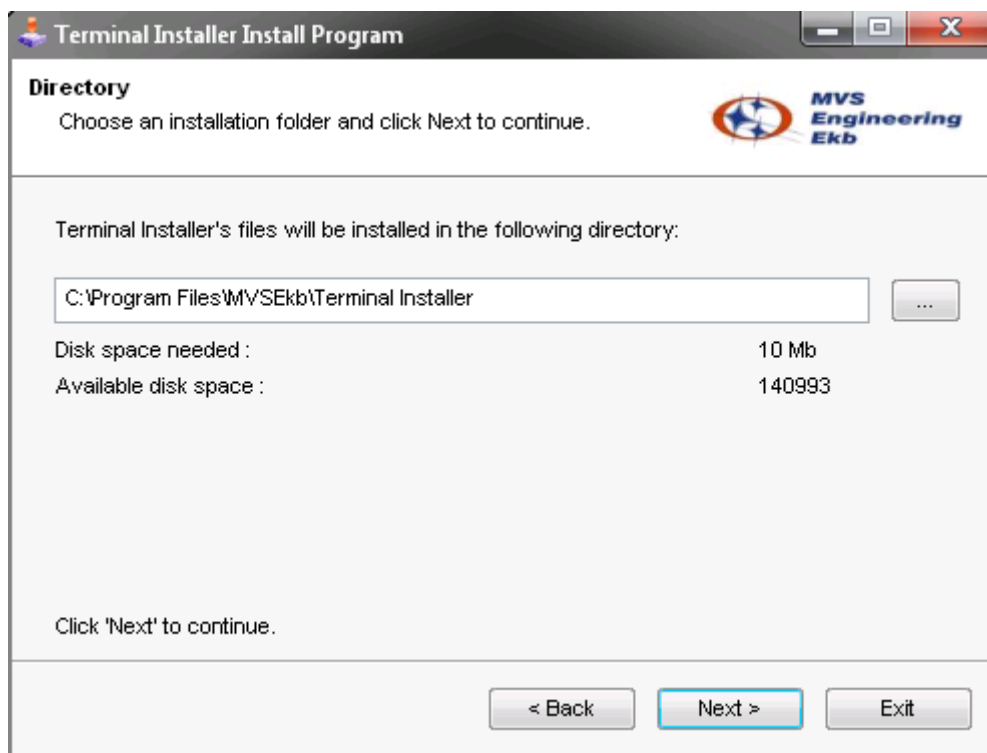 Terminal Installer Install Program
Directory
Choose an installation folder and click Next to continue.
MVS
Engineering
Ekb
Terminal Installer's files will be installed in the following directory:
C:\Program Files\MVSEkb\Terminal Installer
...
Disk space needed : 10 Mb
Available disk space : 140993
Click 'Next' to continue.
< Back Next > Exit